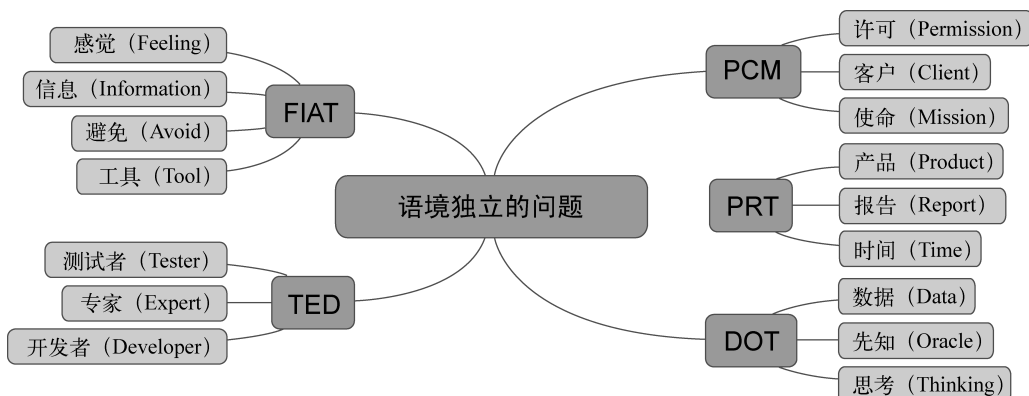 语境独立的问题
FIAT
感觉（Feeling）
信息（Information）
避免（Avoid）
工具（Tool）
TED
测试者（Tester）
专家（Expert）
开发者（Developer）
PCM
许可（Permission）
客户（Client）
使命（Mission）
PRT
产品（Product）
报告（Report）
时间（Time）
DOT
数据（Data）
先知（Oracle）
思考（Thinking）